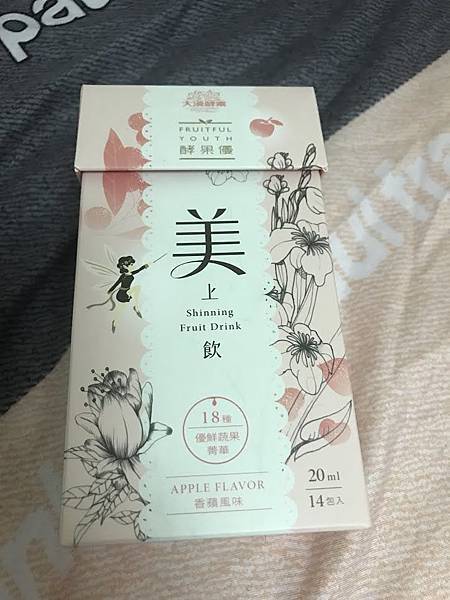 大漢酵素
FRUITFUL
YOUTH
酵果優
美
上
Shinning
Fruit Drink
飲
18種
優鮮蔬果
菁華
APPLE FLAVOR
香蘋風味
20ml
14包入